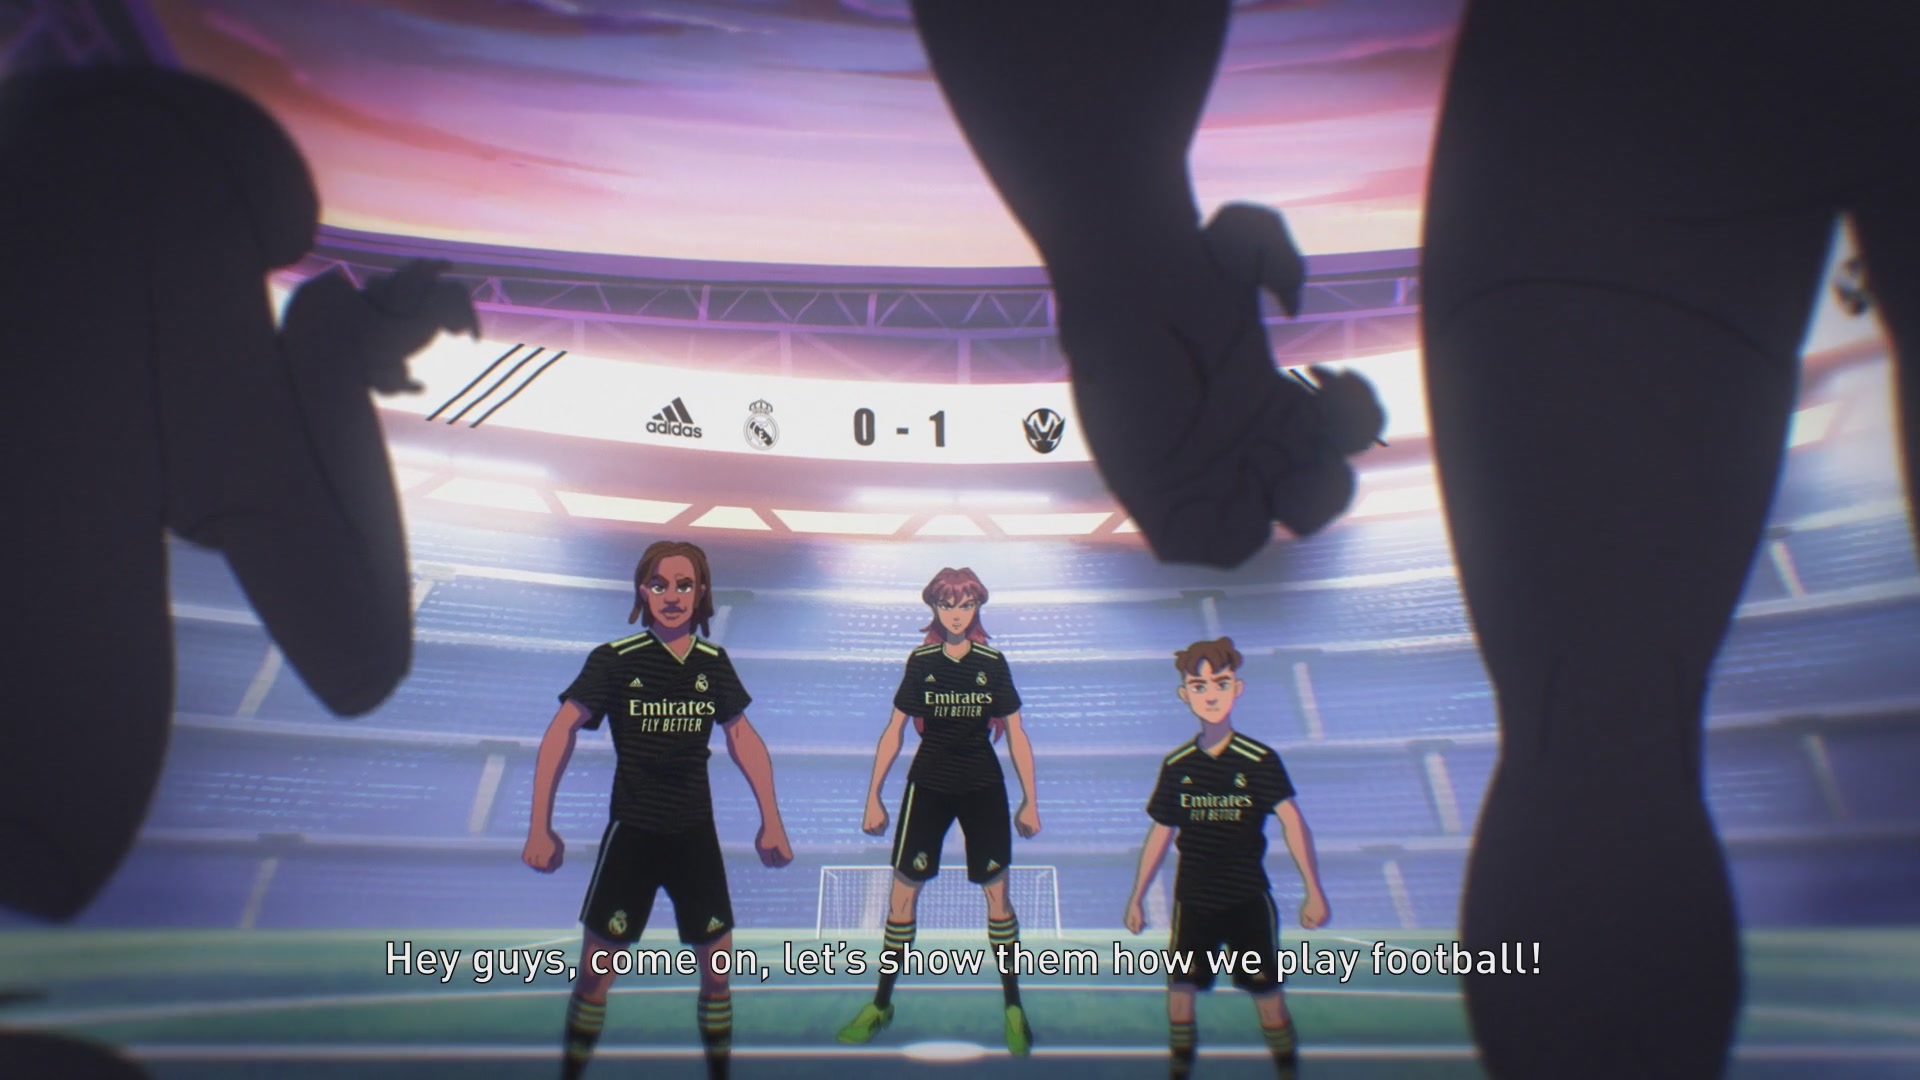 adidas 0 - 1
Emirates
FLY BETTER
Emirates
FLY BETTER
Emirates
FLY BETTER
Hey guys, come on, let's show them how we play football!